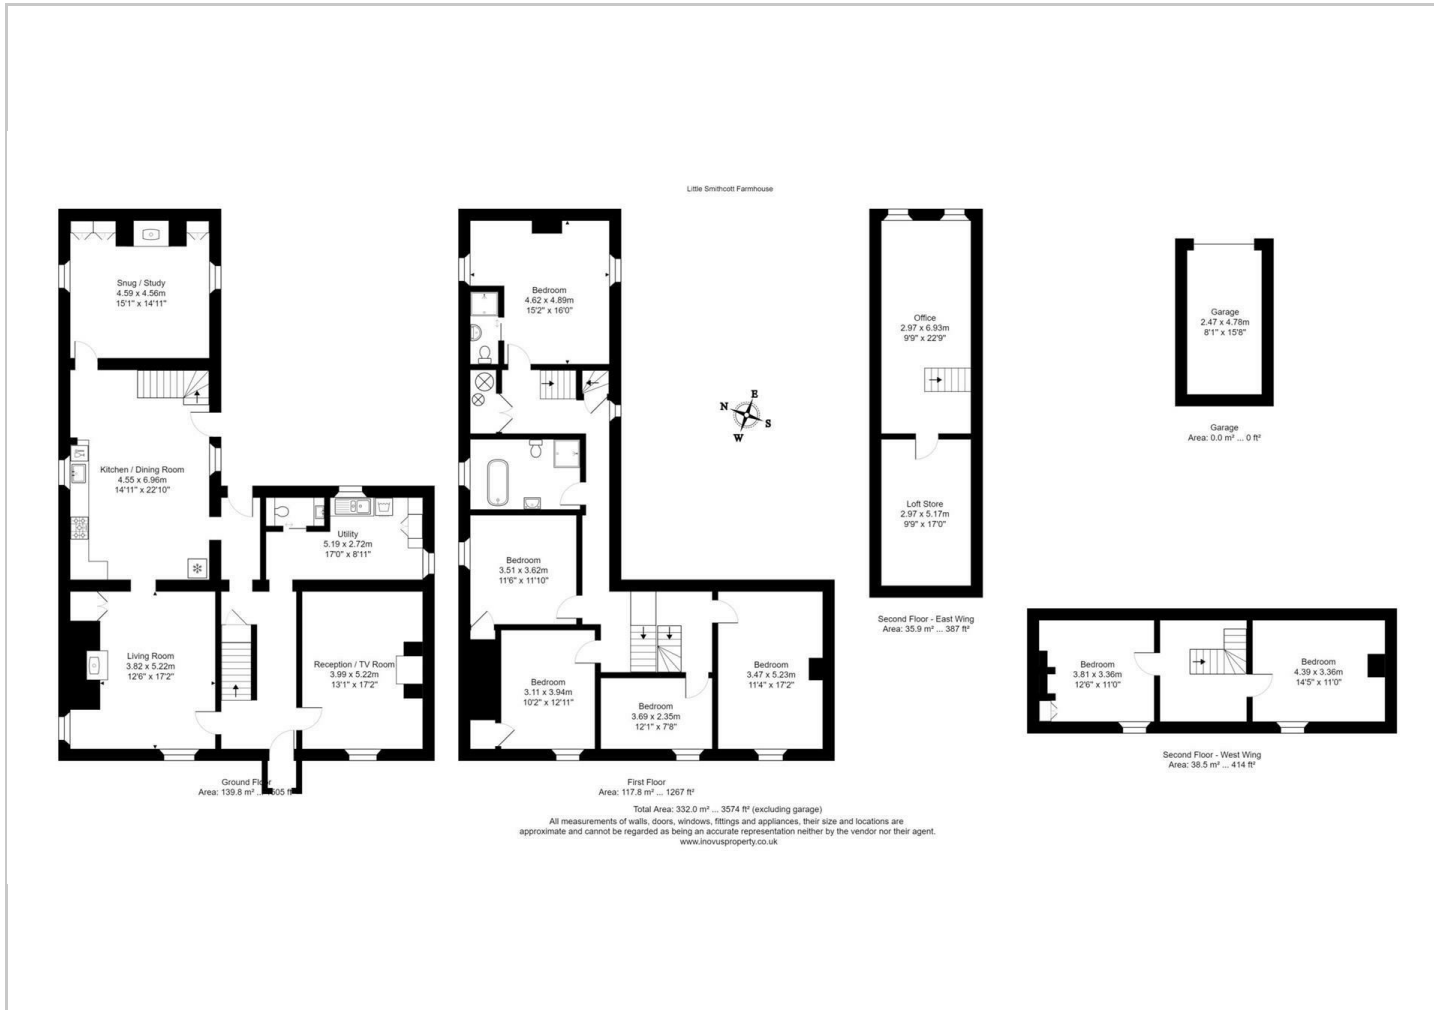 Little Smithcott Farmhouse
Snug / Study
4.59 x 4.56m
15'1" x 14'11"
Kitchen / Dining Room
4.55 x 6.96m
14'11" x 22'10"
Utility
5.19 x 2.72m
17'0" x 8'11"
Living Room
3.82 x 5.22m
12'6" x 17'2"
Reception / TV Room
3.99 x 5.22m
13'1" x 17'2"
Ground Floor
Area: 139.8 m² ... ft²
Bedroom
4.62 x 4.89m
15'2" x 16'0"
Bedroom
3.51 x 3.62m
11'6" x 11'10"
Bedroom
3.11 x 3.94m
10'2" x 12'11"
Bedroom
3.69 x 2.35m
12'1" x 7'8"
Bedroom
3.47 x 5.23m
11'4" x 17'2"
First Floor
Area: 117.8 m² ... 1267 ft²
N
E
S
W
Office
2.97 x 6.93m
9'9" x 22'9"
Loft Store
2.97 x 5.17m
9'9" x 17'0"
Second Floor - East Wing
Area: 35.9 m² ... 387 ft²
Garage
2.47 x 4.78m
8'1" x 15'8"
Garage
Area: 0.0 m² ... 0 ft²
Bedroom
3.81 x 3.36m
12'6" x 11'0"
Bedroom
4.39 x 3.36m
14'5" x 11'0"
Second Floor - West Wing
Area: 38.5 m² ... 414 ft²
Total Area: 332.0 m² ... 3574 ft² (excluding garage)
All measurements of walls, doors, windows, fittings and appliances, their size and locations are
approximate and cannot be regarded as being an accurate representation neither by the vendor nor their agent.
www.inovusproperty.co.uk